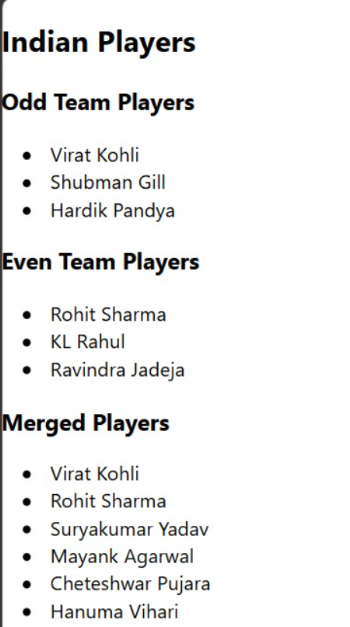 Indian Players
Odd Team Players
Virat Kohli
Shubman Gill
Hardik Pandya
Even Team Players
Rohit Sharma
KL Rahul
Ravindra Jadeja
Merged Players
Virat Kohli
Rohit Sharma
Suryakumar Yadav
Mayank Agarwal
Cheteshwar Pujara
Hanuma Vihari